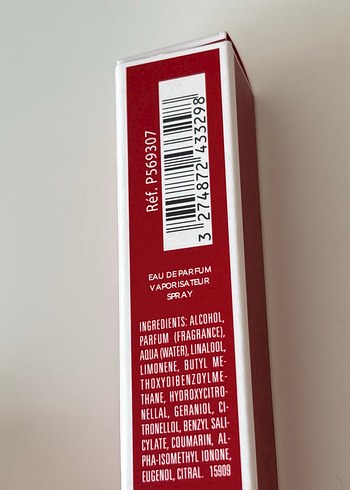 Réf. P569307
3 274872 433298
EAU DE PARFUM
VAPORISATEUR
SPRAY
INGREDIENTS: ALCOHOL,
PARFUM (FRAGRANCE),
AQUA (WATER), LINALOOL,
LIMONENE, BUTYL ME-
THOXYDIBENZOYLME-
THANE, HYDROXYCITRO-
NELLAL, GERANIOL, CI-
TRONELLOL, BENZYL SALI-
CYLATE, COUMARIN, AL-
PHA-ISOMETHYL IONONE,
EUGENOL, CITRAL. 15909